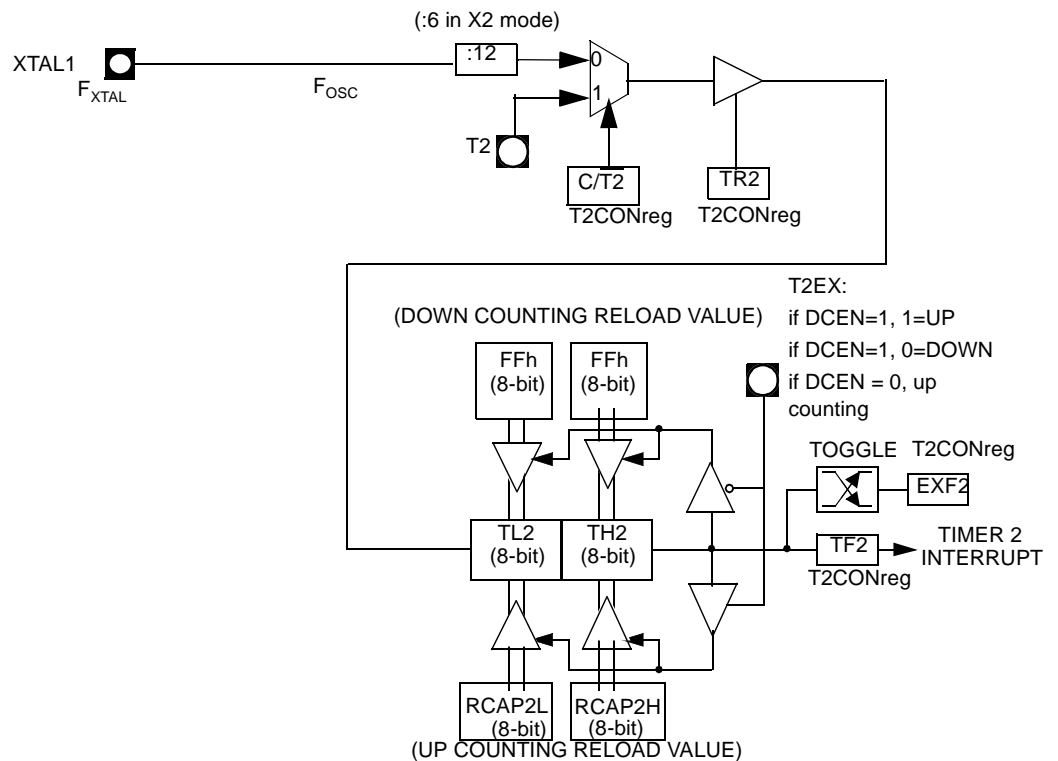 (:6 in X2 mode)
XTAL1
:12
0
FXTAL
FOSC
1
T2
C/T2
TR2
T2CONreg
T2CONreg
T2EX:
(DOWN COUNTING RELOAD VALUE)
if DCEN=1, 1=UP
if DCEN=1, 0=DOWN
if DCEN = 0, up
counting
FFh
(8-bit)
FFh
(8-bit)
TOGGLE
T2CONreg
EXF2
TL2
(8-bit)
TH2
(8-bit)
TF2
T2CONreg
TIMER 2
INTERRUPT
RCAP2L
(8-bit)
RCAP2H
(8-bit)
(UP COUNTING RELOAD VALUE)